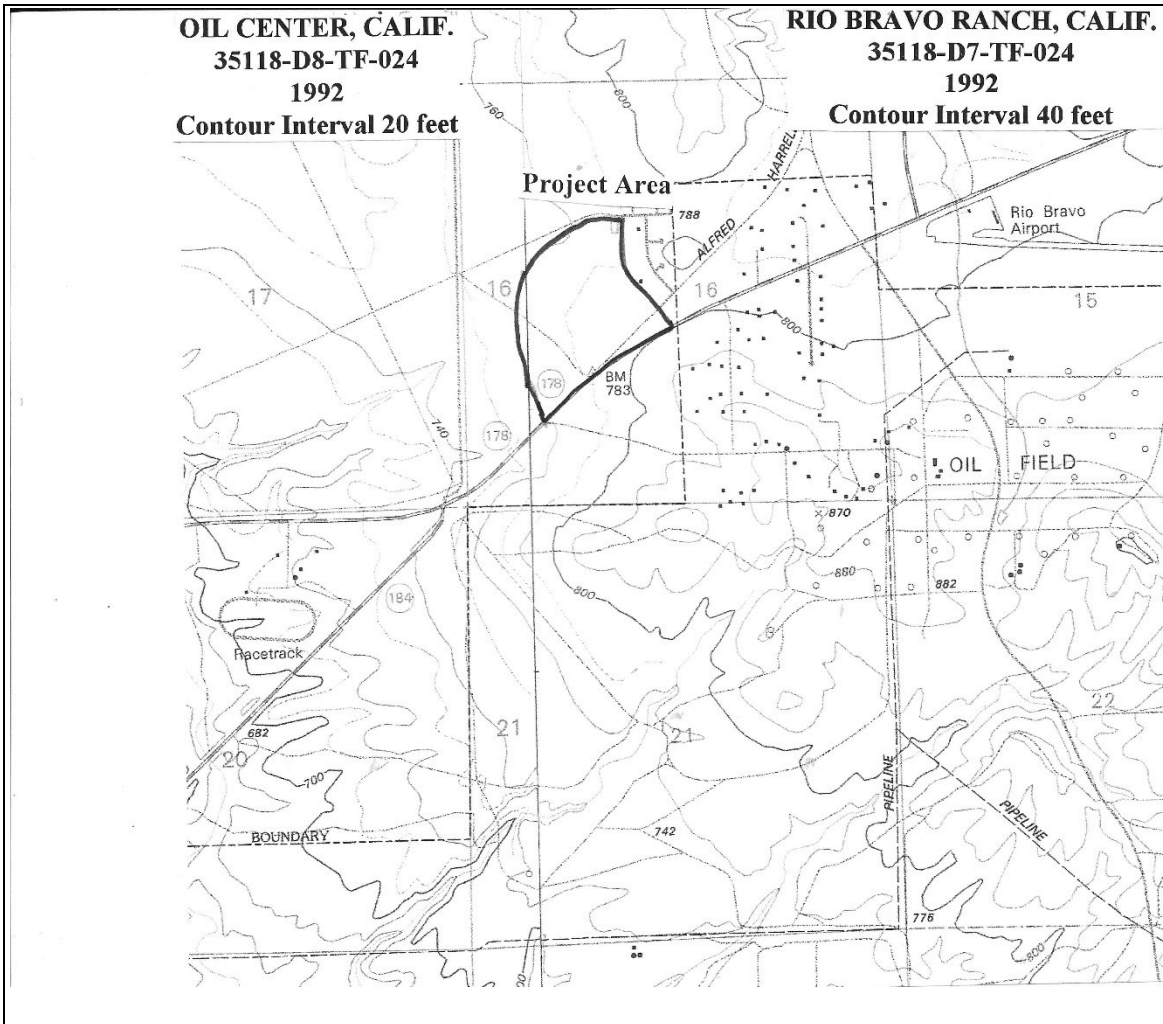 OIL CENTER, CALIF.
35118-D8-TF-024
1992
Contour Interval 20 feet
RIO BRAVO RANCH, CALIF.
35118-D7-TF-024
1992
Contour Interval 40 feet
760
800
HARRELL
Project Area
788
ALFRED
Rio Bravo
Airport
17
16
16
15
800
BM
783
178
178
740
OIL FIELD
870
860
882
800
184
Racetrack
682
20
21
21
22
700
BOUNDARY
742
PIPELINE
PIPELINE
776
800